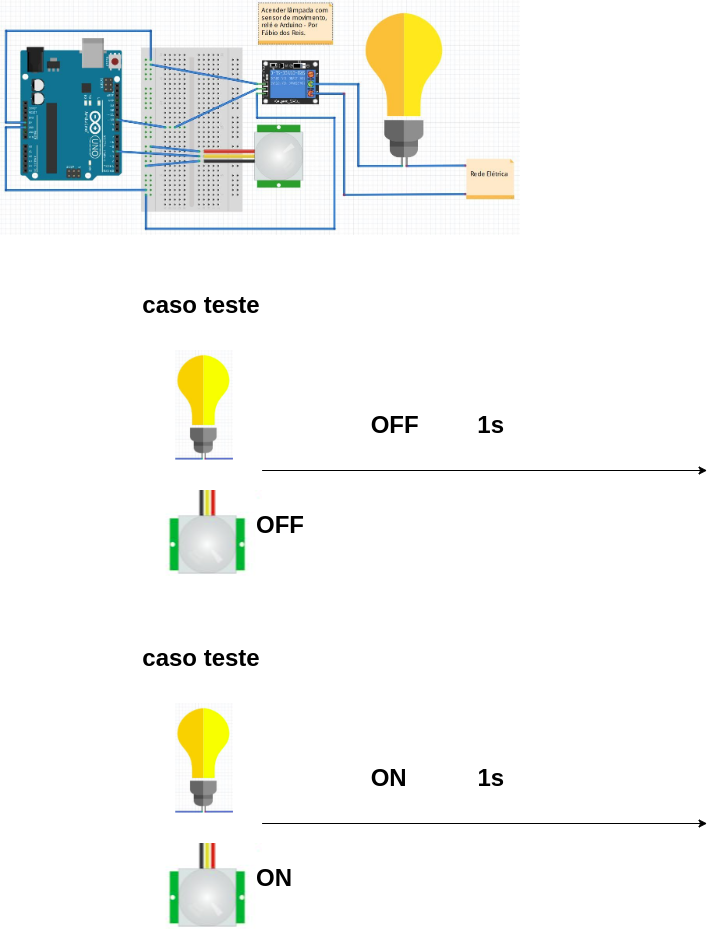 Acender lâmpada com
sensor de movimento,
relé e Arduino - Por
Fábio dos Reis.
UNO
Rede Elétrica
caso teste
OFF 1s
OFF
caso teste
ON 1s
ON